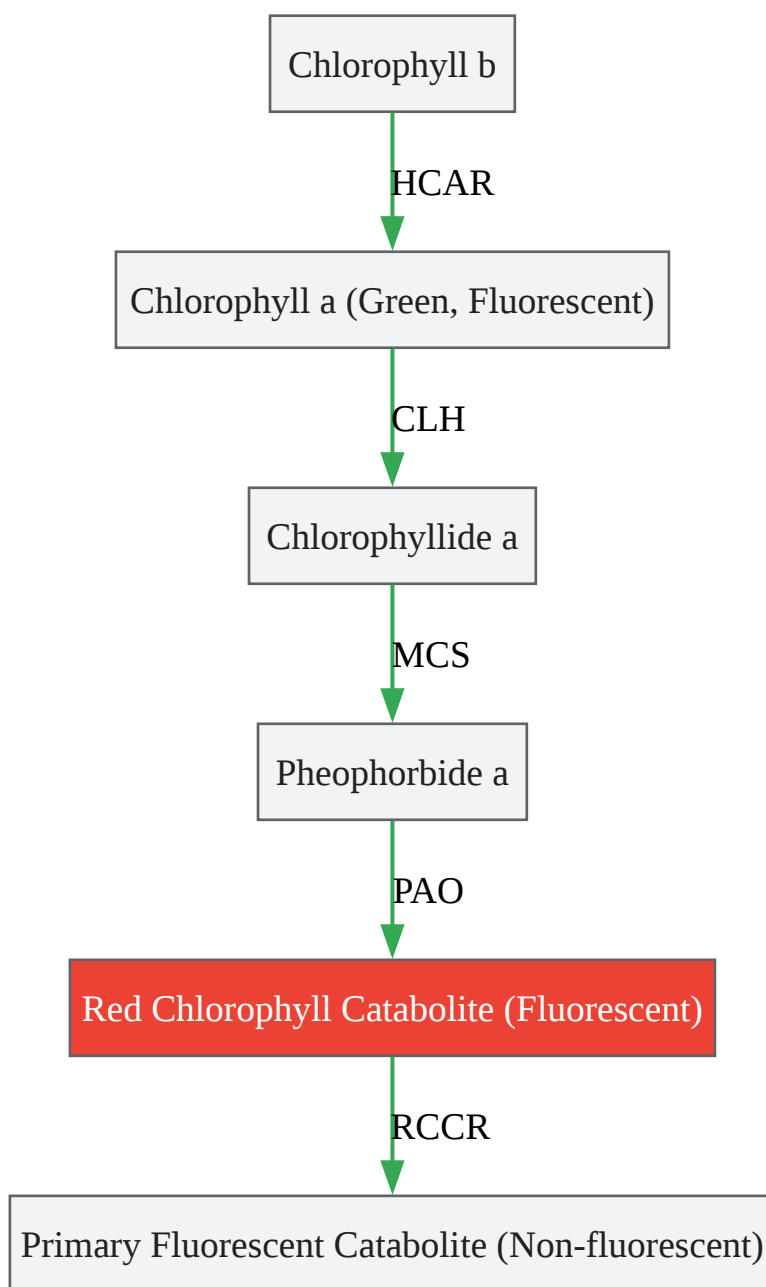 Chlorophyll b
HCAR
Chlorophyll a (Green, Fluorescent)
CLH
Chlorophyllide a
MCS
Pheophorbide a
PAO
Red Chlorophyll Catabolite (Fluorescent)
RCCR
Primary Fluorescent Catabolite (Non-fluorescent)